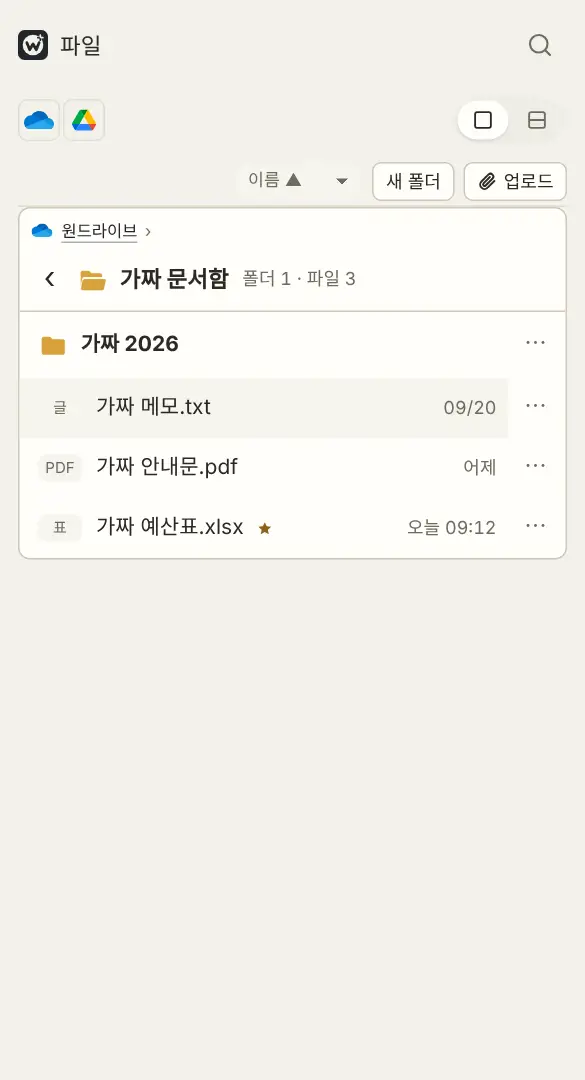 파일
이름 ▲
새 폴더
업로드
원드라이브 ›
가짜 문서함 폴더 1 · 파일 3
가짜 2026 ···
글 가짜 메모.txt 09/20 ···
PDF 가짜 안내문.pdf 어제 ···
표 가짜 예산표.xlsx ★ 오늘 09:12 ···